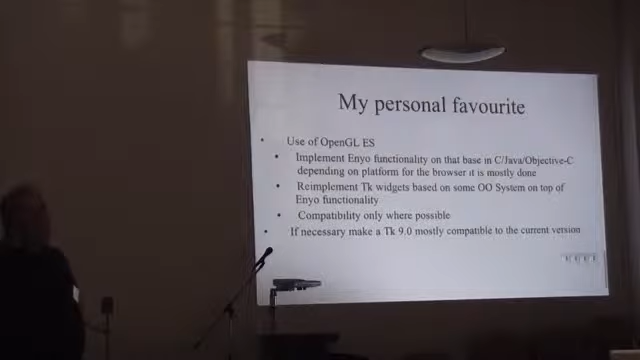 My personal favourite
• Use of OpenGL ES
• Implement Enyo functionality on that base in C/Java/Objective-C
depending on platform for the browser it is mostly done
• Reimplement Tk widgets based on some OO System on top of
Enyo functionality
• Compatibility only where possible
• If necessary make a Tk 9.0 mostly compatible to the current version